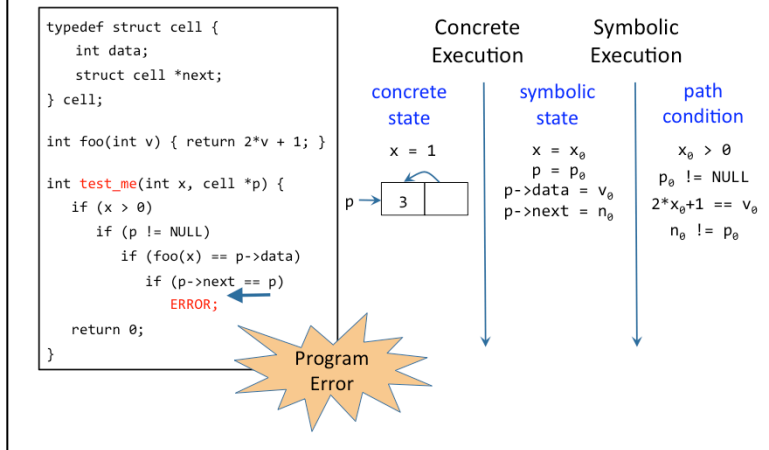 typedef struct cell {
int data;
struct cell *next;
} cell;
int foo(int v) { return 2*v + 1; }
int test_me(int x, cell *p) {
if (x > 0)
if (p != NULL)
if (foo(x) == p->data)
if (p->next == p)
ERROR;
return 0;
}
Program
Error
Concrete
Execution
Symbolic
Execution
concrete
state
x = 1
p
3
symbolic
state
x = x₀
p = p₀
p->data = v₀
p->next = n₀
path
condition
x₀ > 0
p₀ != NULL
2*x₀+1 == v₀
n₀ != p₀